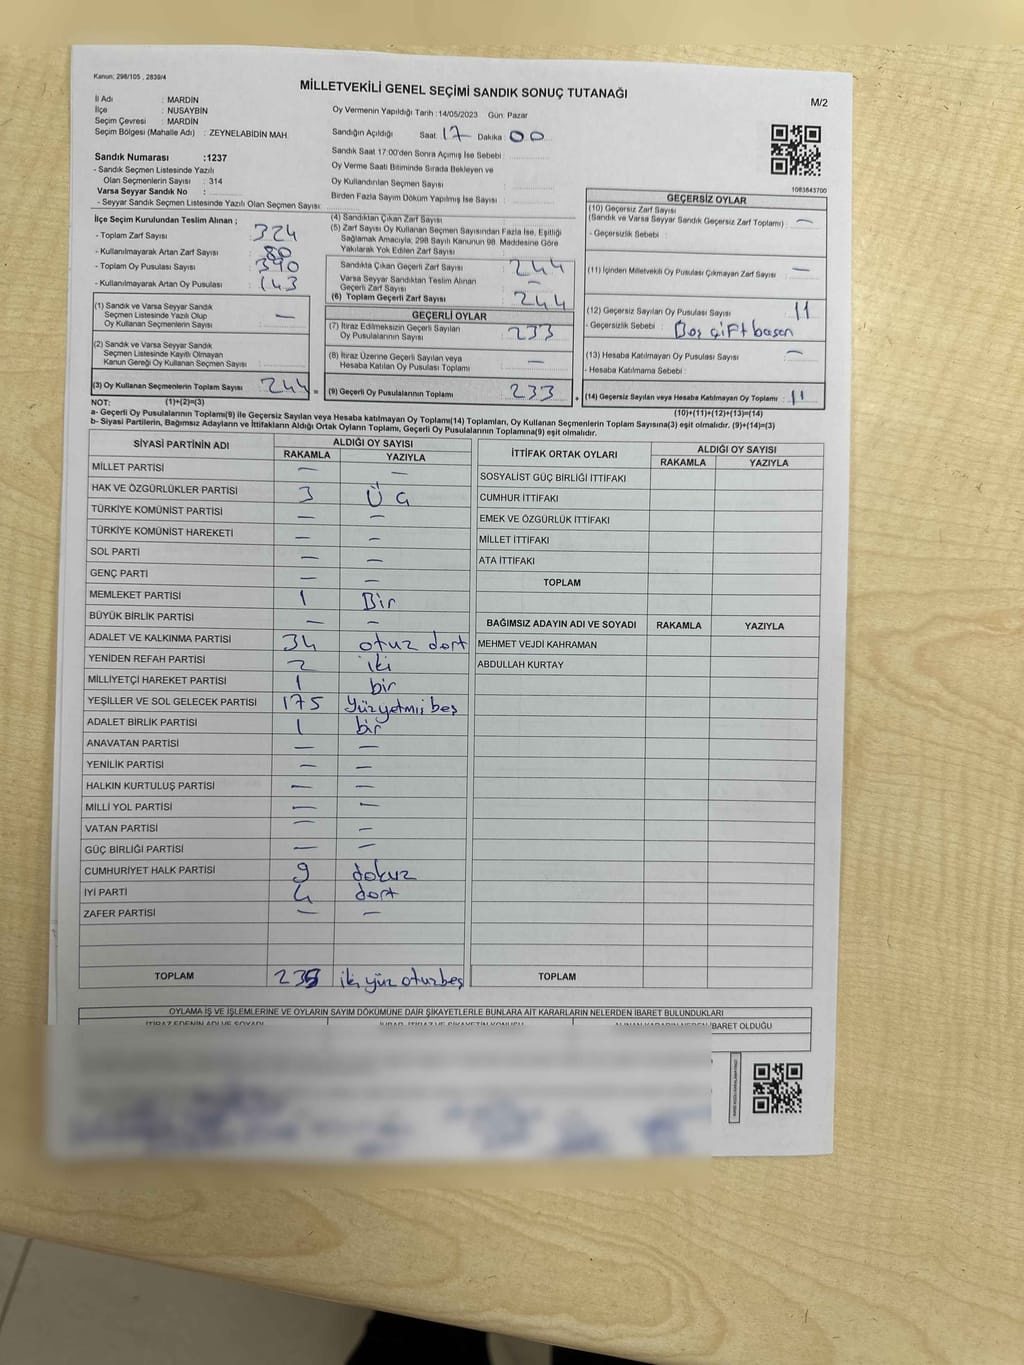 Kanun; 298/105 , 2839/4
MİLLETVEKİLİ GENEL SEÇİMİ SANDIK SONUÇ TUTANAĞI
M/2
İl Adı : MARDİN
İlçe : NUSAYBİN
Seçim Çevresi : MARDİN
Seçim Bölgesi (Mahalle Adı) : ZEYNELABİDİN MAH.
Oy Vermenin Yapıldığı Tarih :14/05/2023 Gün: Pazar
Sandığın Açıldığı Saat 17 Dakika 00
Sandık Saat 17:00'den Sonra Açımış İse Sebebi :
Oy Verme Saati Bitiminde Sırada Bekleyen ve
Oy Kullandırılan Seçmen Sayısı :
Birden Fazla Sayım Döküm Yapılmış İse Sayısı :
Sandık Numarası :1237
- Sandık Seçmen Listesinde Yazılı
Olan Seçmenlerin Sayısı : 314
Varsa Seyyar Sandık No :
- Seyyar Sandık Seçmen Listesinde Yazılı Olan Seçmen Sayısı:
1083843700
İlçe Seçim Kurulundan Teslim Alınan ;
- Toplam Zarf Sayısı : 324
- Kullanılmayarak Artan Zarf Sayısı : 80
- Toplam Oy Pusulası Sayısı : 390
- Kullanılmayarak Artan Oy Pusulası : 143
(1) Sandık ve Varsa Seyyar Sandık
Seçmen Listesinde Yazılı Olup
Oy Kullanan Seçmenlerin Sayısı : —
(2) Sandık ve Varsa Seyyar Sandık
Seçmen Listesinde Kayıtlı Olmayan
Kanun Gereği Oy Kullanan Seçmen Sayısı :
(3) Oy Kullanan Seçmenlerin Toplam Sayısı : 244 =
(4) Sandıktan Çıkan Zarf Sayısı :
(5) Zarf Sayısı Oy Kullanan Seçmen Sayısından Fazla İse, Eşitliği
Sağlamak Amacıyla, 298 Sayılı Kanunun 98. Maddesine Göre
Yakılarak Yok Edilen Zarf Sayısı :
Sandıkta Çıkan Geçerli Zarf Sayısı : 244
Varsa Seyyar Sandıktan Teslim Alınan
Geçerli Zarf Sayısı : —
(6) Toplam Geçerli Zarf Sayısı : 244
GEÇERLİ OYLAR
(7) İtiraz Edilmeksizin Geçerli Sayılan
Oy Pusulalarının Sayısı : 233
(8) İtiraz Üzerine Geçerli Sayılan veya
Hesaba Katılan Oy Pusulası Toplamı : —
(9) Geçerli Oy Pusulalarının Toplamı : 233 +
GEÇERSİZ OYLAR
(10) Geçersiz Zarf Sayısı
(Sandık ve Varsa Seyyar Sandık Geçersiz Zarf Toplamı) : —
- Geçersizlik Sebebi :
(11) İçinden Milletvekili Oy Pusulası Çıkmayan Zarf Sayısı : —
(12) Geçersiz Sayılan Oy Pusulası Sayısı : 11
- Geçersizlik Sebebi : Boş çift basan
(13) Hesaba Katılmayan Oy Pusulası Sayısı : —
- Hesaba Katılmama Sebebi :
(14) Geçersiz Sayılan veya Hesaba Katılmayan Oy Toplamı : 11
NOT: (1)+(2)=(3) (10)+(11)+(12)+(13)=(14)
a- Geçerli Oy Pusulalarının Toplamı(9) ile Geçersiz Sayılan veya Hesaba katılmayan Oy Toplamı(14) Toplamları, Oy Kullanan Seçmenlerin Toplam Sayısına(3) eşit olmalıdır. (9)+(14)=(3)
b- Siyasi Partilerin, Bağımsız Adayların ve İttifakların Aldığı Ortak Oyların Toplamı, Geçerli Oy Pusulalarının Toplamına(9) eşit olmalıdır.
SİYASİ PARTİNİN ADI ALDIĞI OY SAYISI
RAKAMLA YAZIYLA
MİLLET PARTİSİ — —
HAK VE ÖZGÜRLÜKLER PARTİSİ 3 Üç
TÜRKİYE KOMÜNİST PARTİSİ — —
TÜRKİYE KOMÜNİST HAREKETİ — —
SOL PARTİ — —
GENÇ PARTİ — —
MEMLEKET PARTİSİ 1 Bir
BÜYÜK BİRLİK PARTİSİ — —
ADALET VE KALKINMA PARTİSİ 34 otuz dort
YENİDEN REFAH PARTİSİ 2 iki
MİLLİYETÇİ HAREKET PARTİSİ 1 bir
YEŞİLLER VE SOL GELECEK PARTİSİ 175 Yüzyetmiş beş
ADALET BİRLİK PARTİSİ 1 bir
ANAVATAN PARTİSİ — —
YENİLİK PARTİSİ — —
HALKIN KURTULUŞ PARTİSİ — —
MİLLİ YOL PARTİSİ — —
VATAN PARTİSİ — —
GÜÇ BİRLİĞİ PARTİSİ — —
CUMHURİYET HALK PARTİSİ 9 dokuz
İYİ PARTİ 4 dort
ZAFER PARTİSİ — —
TOPLAM 235 iki yüz oturbeş
İTTİFAK ORTAK OYLARI ALDIĞI OY SAYISI
RAKAMLA YAZIYLA
SOSYALİST GÜÇ BİRLİĞİ İTTİFAKI
CUMHUR İTTİFAKI
EMEK VE ÖZGÜRLÜK İTTİFAKI
MİLLET İTTİFAKI
ATA İTTİFAKI
TOPLAM
BAĞIMSIZ ADAYIN ADI VE SOYADI RAKAMLA YAZIYLA
MEHMET VEJDİ KAHRAMAN
ABDULLAH KURTAY
TOPLAM
OYLAMA İŞ VE İŞLEMLERİNE VE OYLARIN SAYIM DÖKÜMÜNE DAİR ŞİKAYETLERLE BUNLARA AİT KARARLARIN NELERDEN İBARET BULUNDUKLARI
İBARET OLDUĞU